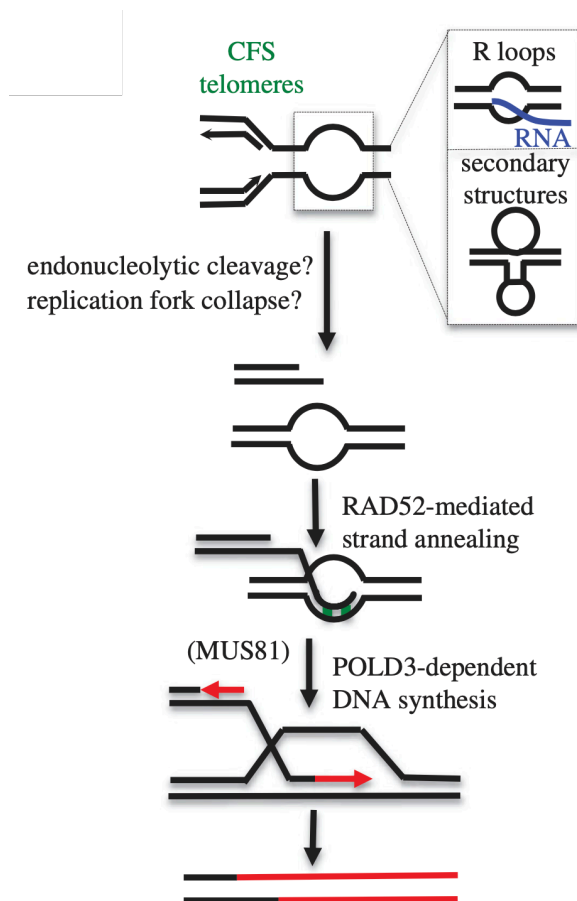 CFS
telomeres
R loops
RNA
secondary
structures
endonucleolytic cleavage?
replication fork collapse?
RAD52-mediated
strand annealing
(MUS81)
POLD3-dependent
DNA synthesis